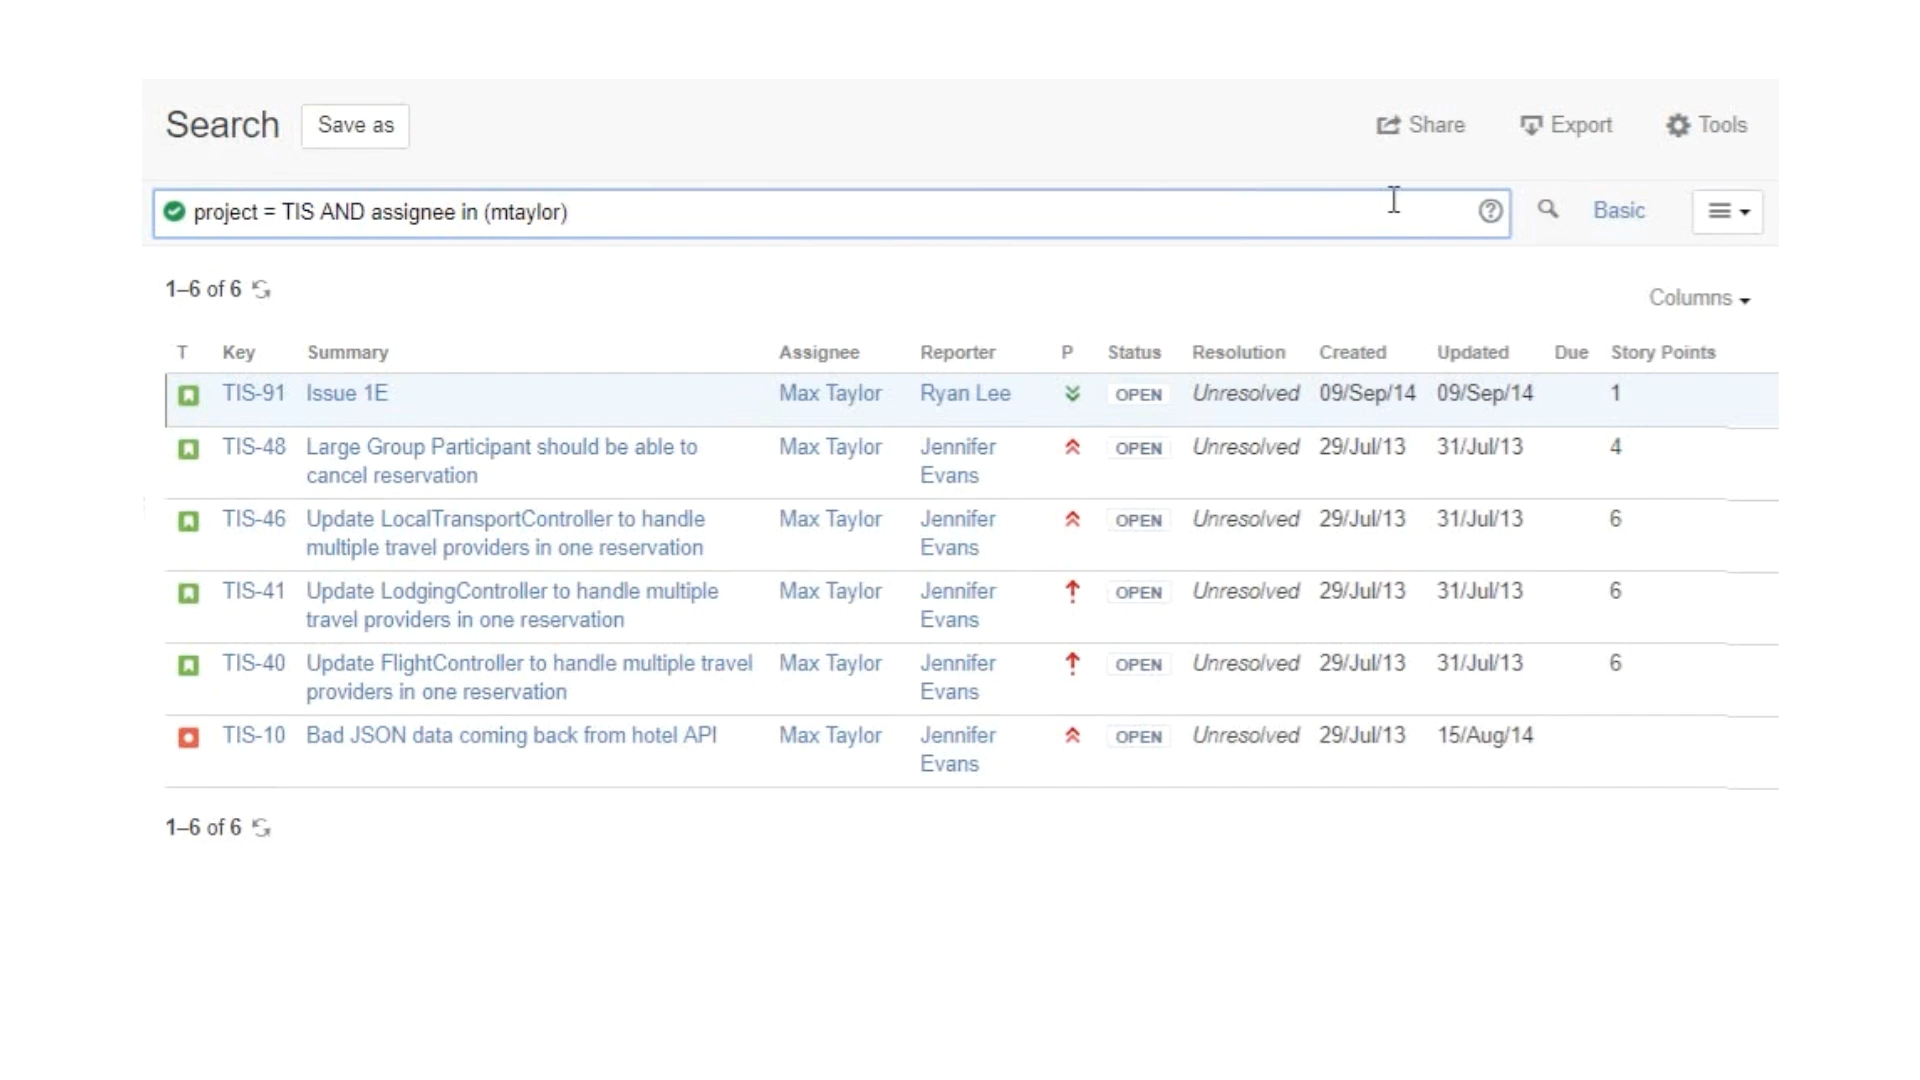 Search Save as Share Export Tools
project = TIS AND assignee in (mtaylor) Basic
1–6 of 6
Columns
T Key Summary Assignee Reporter P Status Resolution Created Updated Due Story Points
TIS-91 Issue 1E Max Taylor Ryan Lee OPEN Unresolved 09/Sep/14 09/Sep/14 1
TIS-48 Large Group Participant should be able to Max Taylor Jennifer OPEN Unresolved 29/Jul/13 31/Jul/13 4
cancel reservation Evans
TIS-46 Update LocalTransportController to handle Max Taylor Jennifer OPEN Unresolved 29/Jul/13 31/Jul/13 6
multiple travel providers in one reservation Evans
TIS-41 Update LodgingController to handle multiple Max Taylor Jennifer OPEN Unresolved 29/Jul/13 31/Jul/13 6
travel providers in one reservation Evans
TIS-40 Update FlightController to handle multiple travel Max Taylor Jennifer OPEN Unresolved 29/Jul/13 31/Jul/13 6
providers in one reservation Evans
TIS-10 Bad JSON data coming back from hotel API Max Taylor Jennifer OPEN Unresolved 29/Jul/13 15/Aug/14
Evans
1–6 of 6